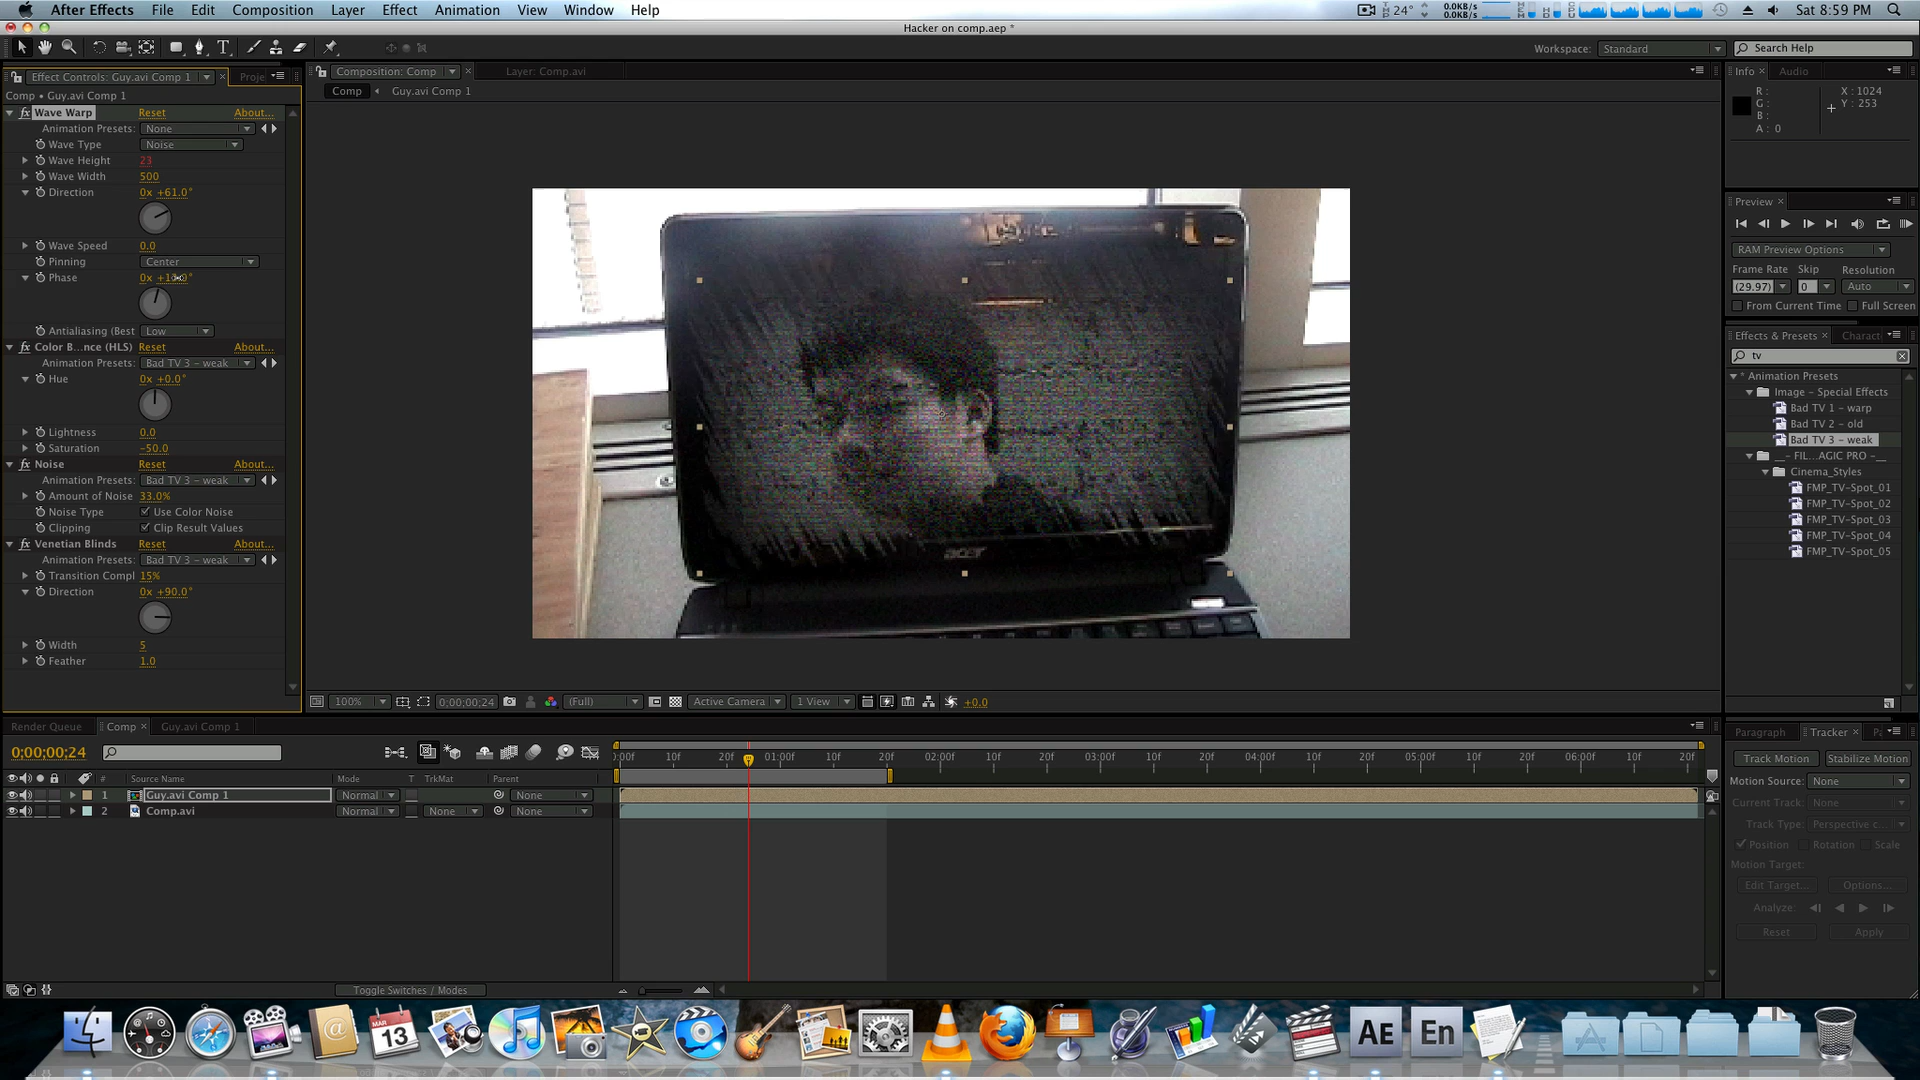 After Effects File Edit Composition Layer Effect Animation View Window Help 24° 0.0KB/s 0.0KB/s Sat 8:59 PM
Hacker on comp.aep *
Workspace: Standard Search Help
Effect Controls: Guy.avi Comp 1 Proje
Comp • Guy.avi Comp 1
Wave Warp Reset About...
Animation Presets: None
Wave Type Noise
Wave Height 23
Wave Width 500
Direction 0x +61.0°
Wave Speed 0.0
Pinning Center
Phase 0x
Antialiasing (Best Low
Color B...nce (HLS) Reset About...
Animation Presets: Bad TV 3 – weak
Hue 0x +0.0°
Lightness 0.0
Saturation -50.0
Noise Reset About...
Animation Presets: Bad TV 3 – weak
Amount of Noise 33.0%
Noise Type Use Color Noise
Clipping Clip Result Values
Venetian Blinds Reset About...
Animation Presets: Bad TV 3 – weak
Transition Compl 15%
Direction 0x +90.0°
Width 5
Feather 1.0
Composition: Comp Layer: Comp.avi
Comp Guy.avi Comp 1
acer
100% 0;00;00;24 (Full) Active Camera 1 View +0.0
Info Audio
R : X : 1024
G : Y : 253
B :
A : 0
Preview
RAM Preview Options
Frame Rate Skip Resolution
(29.97) 0 Auto
From Current Time Full Screen
Effects & Presets Charact
tv
* Animation Presets
Image – Special Effects
Bad TV 1 – warp
Bad TV 2 – old
Bad TV 3 – weak
__- FIL...AGIC PRO -__
Cinema_Styles
FMP_TV-Spot_01
FMP_TV-Spot_02
FMP_TV-Spot_03
FMP_TV-Spot_04
FMP_TV-Spot_05
Render Queue Comp Guy.avi Comp 1
0;00;00;24
# Source Name Mode T TrkMat Parent
1 Guy.avi Comp 1 Normal None
2 Comp.avi Normal None None
0:00f 10f 20f 01:00f 10f 20f 02:00f 10f 20f 03:00f 10f 20f 04:00f 10f 20f 05:00f 10f 20f 06:00f 10f 20f
Toggle Switches / Modes
Paragraph Tracker
Track Motion Stabilize Motion
Motion Source: None
Current Track: None
Track Type: Perspective c...
Position Rotation Scale
Motion Target:
Edit Target... Options...
Analyze:
Reset Apply
MAR
13
Ae En